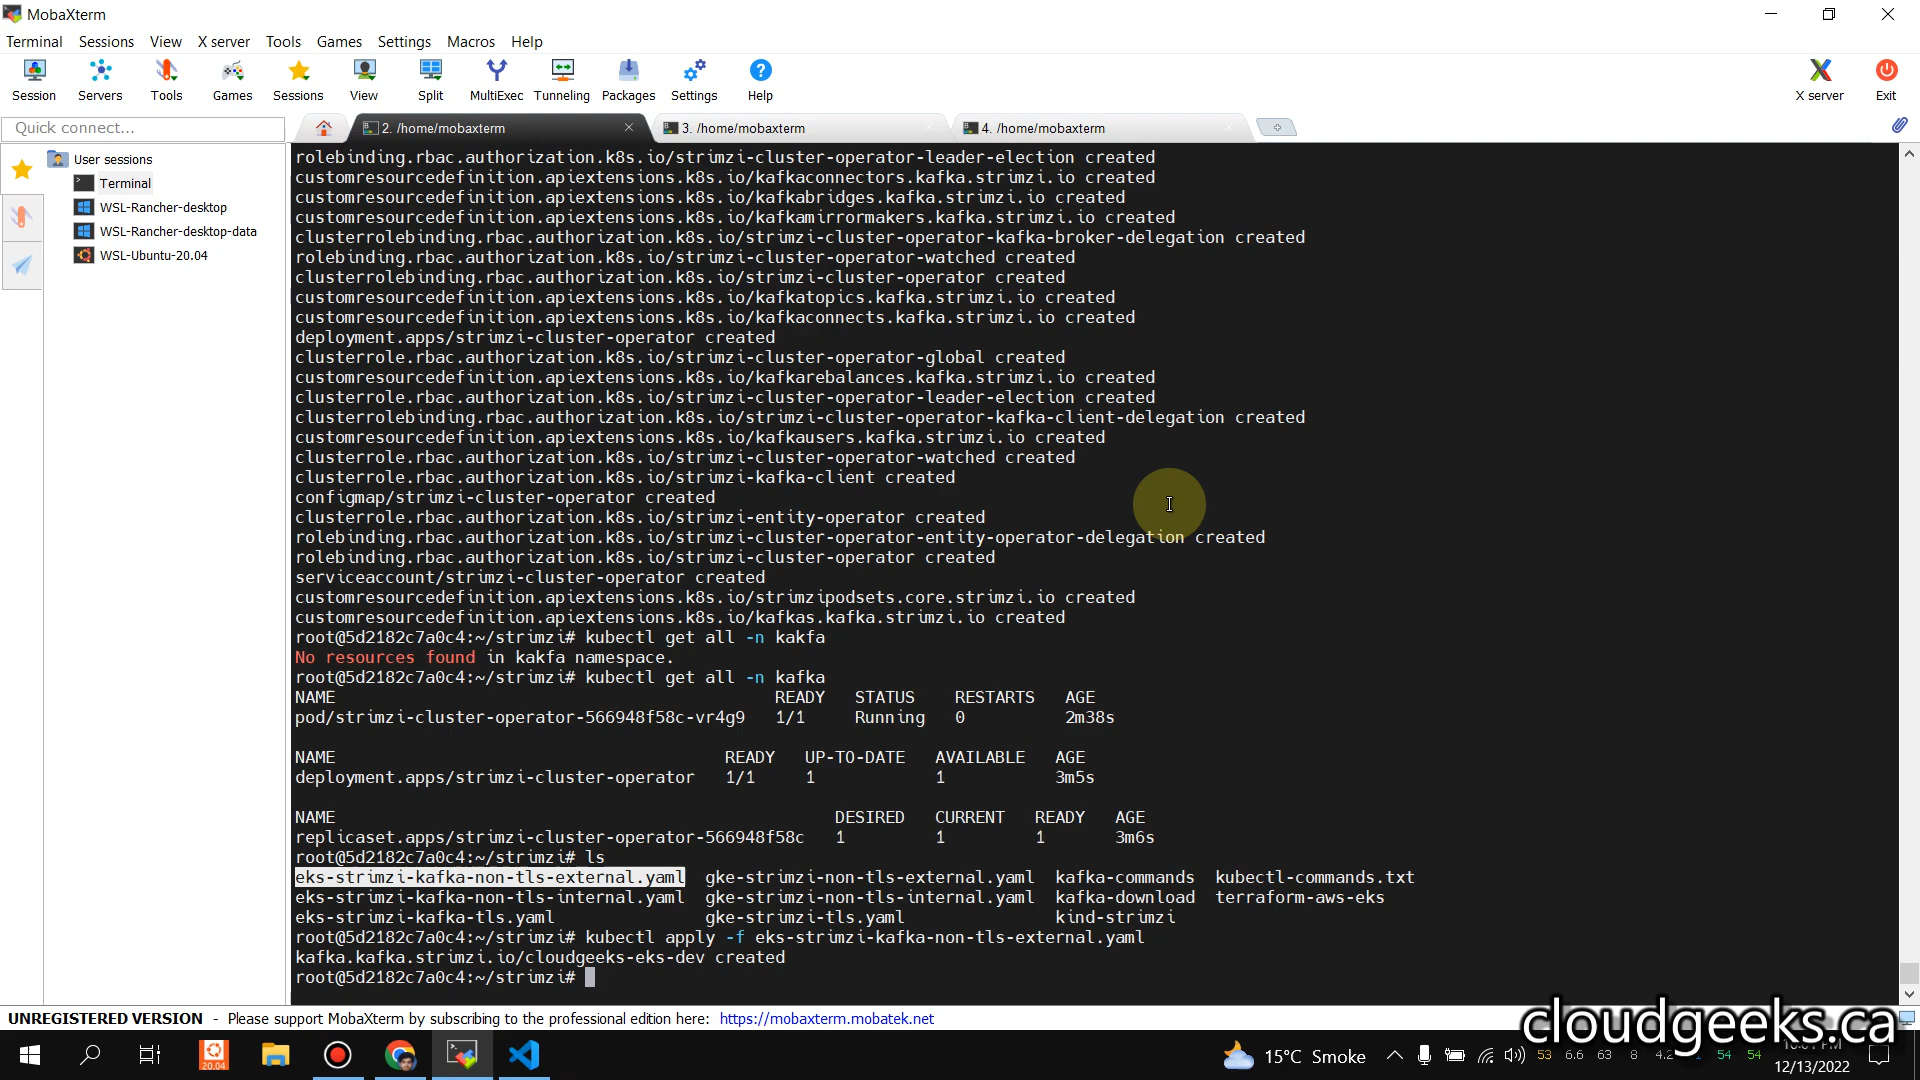 MobaXterm
Terminal Sessions View X server Tools Games Settings Macros Help
Session Servers Tools Games Sessions View Split MultiExec Tunneling Packages Settings Help X server Exit
Quick connect...
2. /home/mobaxterm
3. /home/mobaxterm
4. /home/mobaxterm
User sessions
Terminal
WSL-Rancher-desktop
WSL-Rancher-desktop-data
WSL-Ubuntu-20.04
rolebinding.rbac.authorization.k8s.io/strimzi-cluster-operator-leader-election created
customresourcedefinition.apiextensions.k8s.io/kafkaconnectors.kafka.strimzi.io created
customresourcedefinition.apiextensions.k8s.io/kafkabridges.kafka.strimzi.io created
customresourcedefinition.apiextensions.k8s.io/kafkamirrormakers.kafka.strimzi.io created
clusterrolebinding.rbac.authorization.k8s.io/strimzi-cluster-operator-kafka-broker-delegation created
rolebinding.rbac.authorization.k8s.io/strimzi-cluster-operator-watched created
clusterrolebinding.rbac.authorization.k8s.io/strimzi-cluster-operator created
customresourcedefinition.apiextensions.k8s.io/kafkatopics.kafka.strimzi.io created
customresourcedefinition.apiextensions.k8s.io/kafkaconnects.kafka.strimzi.io created
deployment.apps/strimzi-cluster-operator created
clusterrole.rbac.authorization.k8s.io/strimzi-cluster-operator-global created
customresourcedefinition.apiextensions.k8s.io/kafkarebalances.kafka.strimzi.io created
clusterrole.rbac.authorization.k8s.io/strimzi-cluster-operator-leader-election created
clusterrolebinding.rbac.authorization.k8s.io/strimzi-cluster-operator-kafka-client-delegation created
customresourcedefinition.apiextensions.k8s.io/kafkausers.kafka.strimzi.io created
clusterrole.rbac.authorization.k8s.io/strimzi-cluster-operator-watched created
clusterrole.rbac.authorization.k8s.io/strimzi-kafka-client created
configmap/strimzi-cluster-operator created
clusterrole.rbac.authorization.k8s.io/strimzi-entity-operator created
rolebinding.rbac.authorization.k8s.io/strimzi-cluster-operator-entity-operator-delegation created
rolebinding.rbac.authorization.k8s.io/strimzi-cluster-operator created
serviceaccount/strimzi-cluster-operator created
customresourcedefinition.apiextensions.k8s.io/strimzipodsets.core.strimzi.io created
customresourcedefinition.apiextensions.k8s.io/kafkas.kafka.strimzi.io created
root@5d2182c7a0c4:~/strimzi# kubectl get all -n kakfa
No resources found in kakfa namespace.
root@5d2182c7a0c4:~/strimzi# kubectl get all -n kafka
NAME READY STATUS RESTARTS AGE
pod/strimzi-cluster-operator-566948f58c-vr4g9 1/1 Running 0 2m38s
NAME READY UP-TO-DATE AVAILABLE AGE
deployment.apps/strimzi-cluster-operator 1/1 1 1 3m5s
NAME DESIRED CURRENT READY AGE
replicaset.apps/strimzi-cluster-operator-566948f58c 1 1 1 3m6s
root@5d2182c7a0c4:~/strimzi# ls
eks-strimzi-kafka-non-tls-external.yaml gke-strimzi-non-tls-external.yaml kafka-commands kubectl-commands.txt
eks-strimzi-kafka-non-tls-internal.yaml gke-strimzi-non-tls-internal.yaml kafka-download terraform-aws-eks
eks-strimzi-kafka-tls.yaml gke-strimzi-tls.yaml kind-strimzi
root@5d2182c7a0c4:~/strimzi# kubectl apply -f eks-strimzi-kafka-non-tls-external.yaml
kafka.kafka.strimzi.io/cloudgeeks-eks-dev created
root@5d2182c7a0c4:~/strimzi#
UNREGISTERED VERSION - Please support MobaXterm by subscribing to the professional edition here: https://mobaxterm.mobatek.net
cloudgeeks.ca
20.04
15°C Smoke
53 6.6 63 8 4.2 54 54
12/13/2022